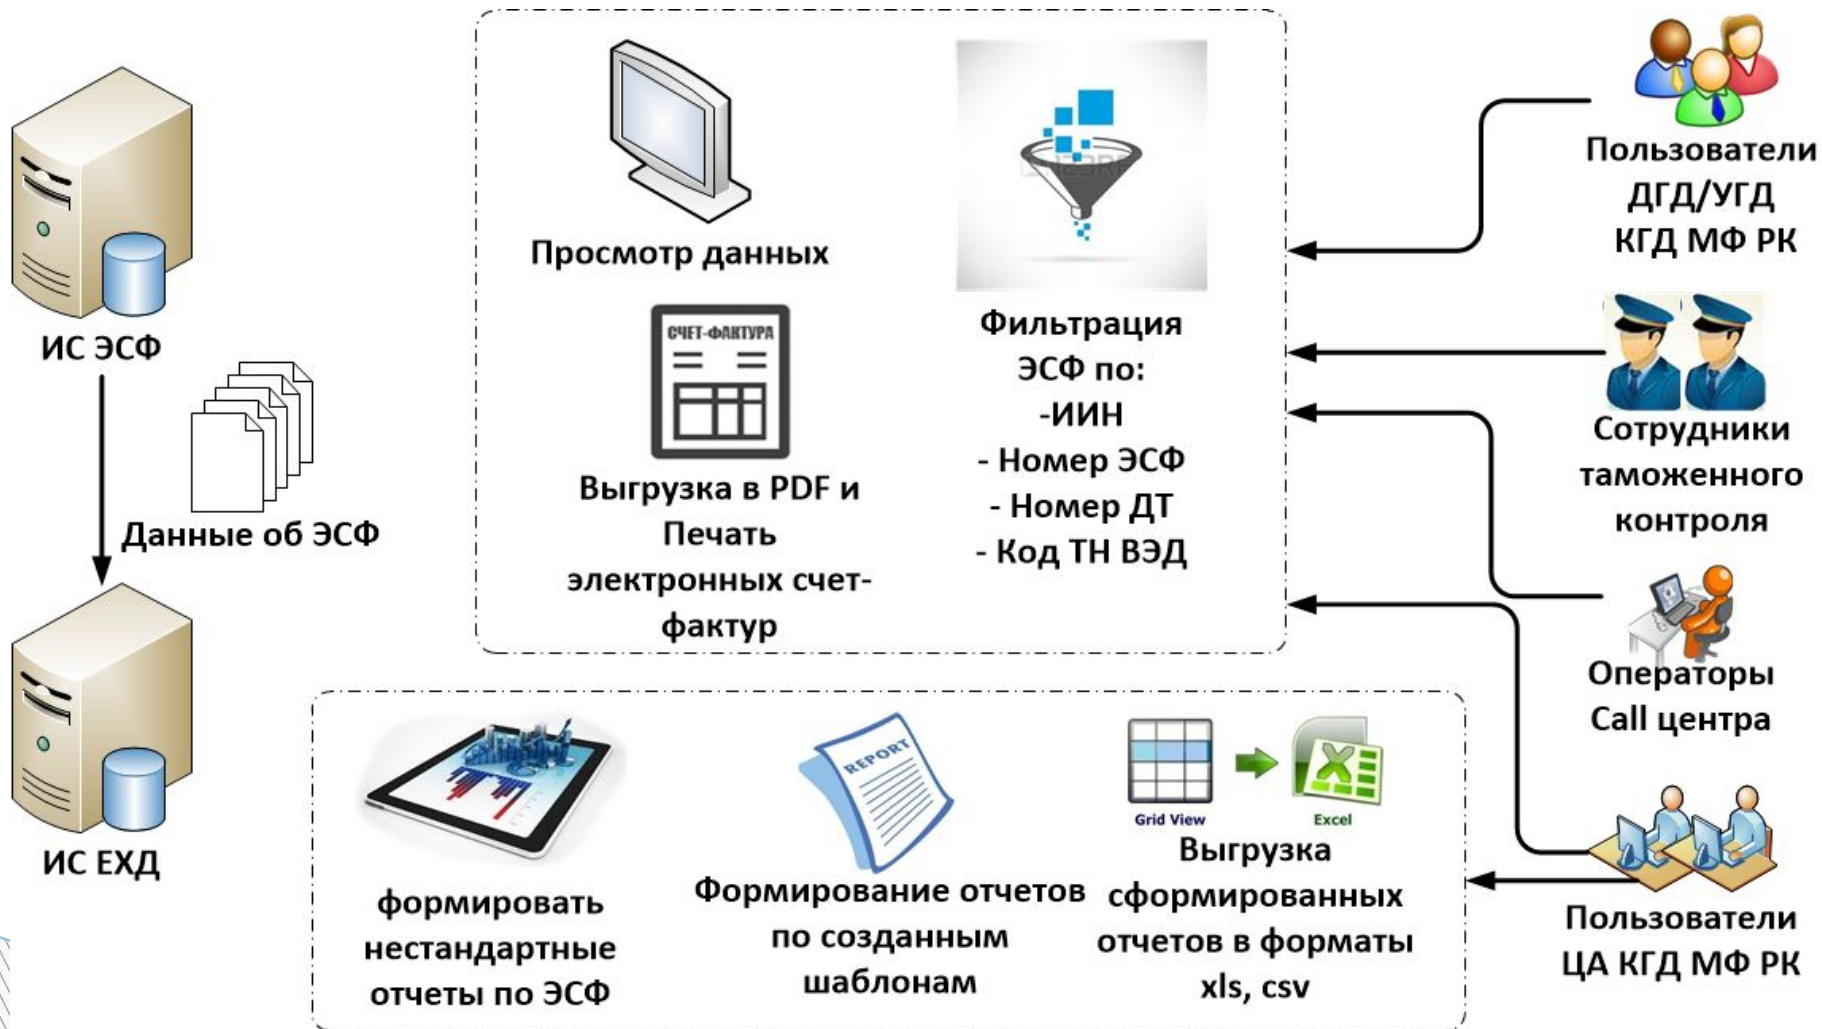 ИС ЭСФ
Данные об ЭСФ
ИС ЕХД
Просмотр данных
СЧЕТ-ФАКТУРА
Выгрузка в PDF и
Печать
электронных счет-
фактур
Фильтрация
ЭСФ по:
-ИИН
- Номер ЭСФ
- Номер ДТ
- Код ТН ВЭД
формировать
нестандартные
отчеты по ЭСФ
REPORT
Формирование отчетов
по созданным
шаблонам
Grid View
Excel
Выгрузка
сформированных
отчетов в форматы
xls, csv
Пользователи
ДГД/УГД
КГД МФ РК
Сотрудники
таможенного
контроля
Операторы
Call центра
Пользователи
ЦА КГД МФ РК